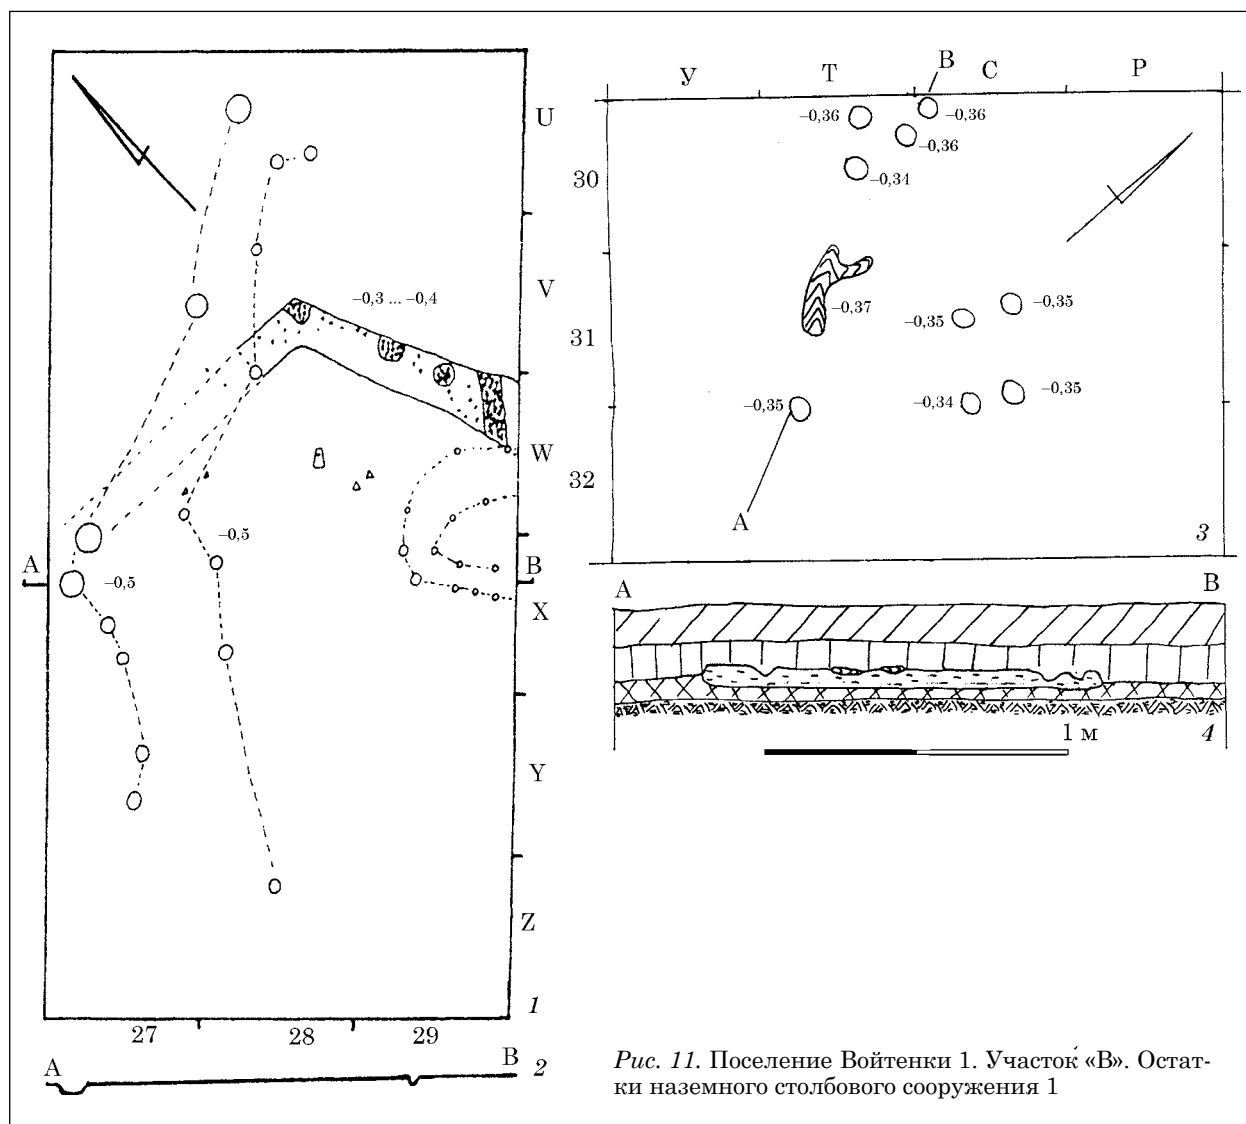 U
V
–0,3 ... –0,4
W
–0,5
A
B
–0,5
X
Y
Z
1
27 28 29
A B 2
У Т В С Р
–0,36 –0,36
–0,36
30
–0,34
–0,37
–0,35 –0,35
31
–0,35 –0,34 –0,35
32
А
3
А В
1 м
4
Рис. 11. Поселение Войтенки 1. Участок «В». Остат-
ки наземного столбового сооружения 1